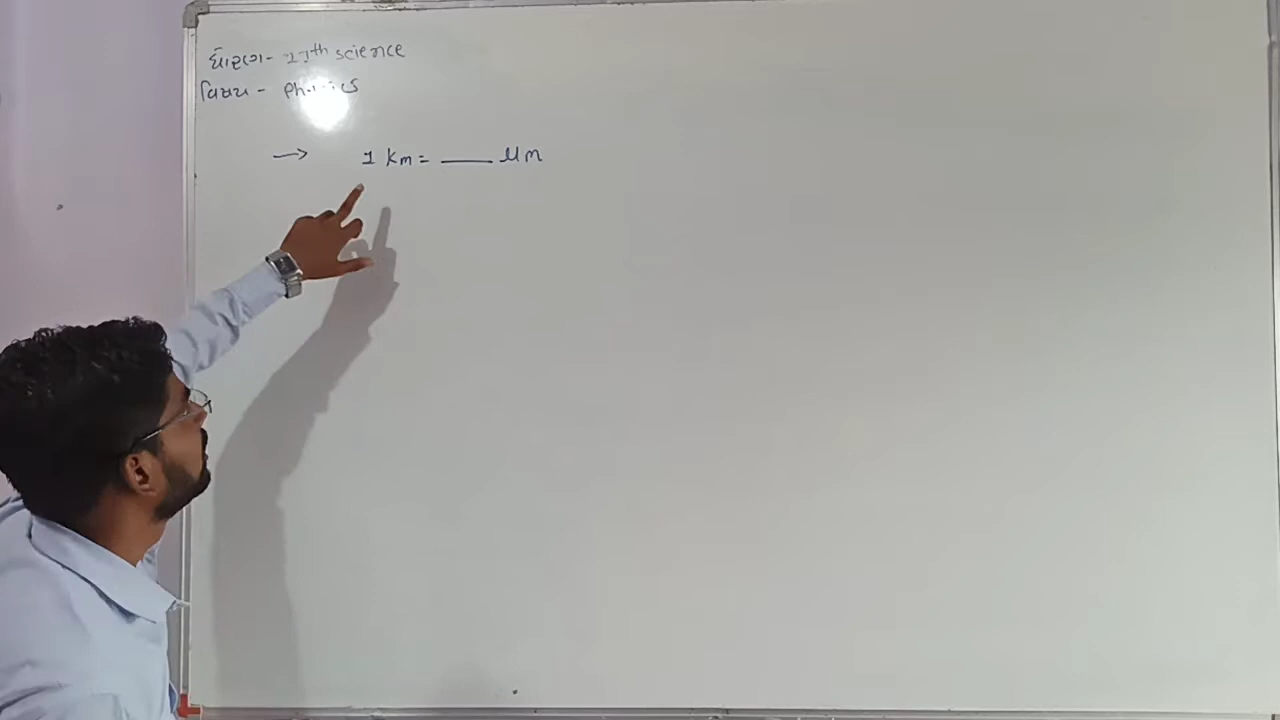 ધોરણ - 11th science
વિષય - Physics
→ 1 km = ____ μm